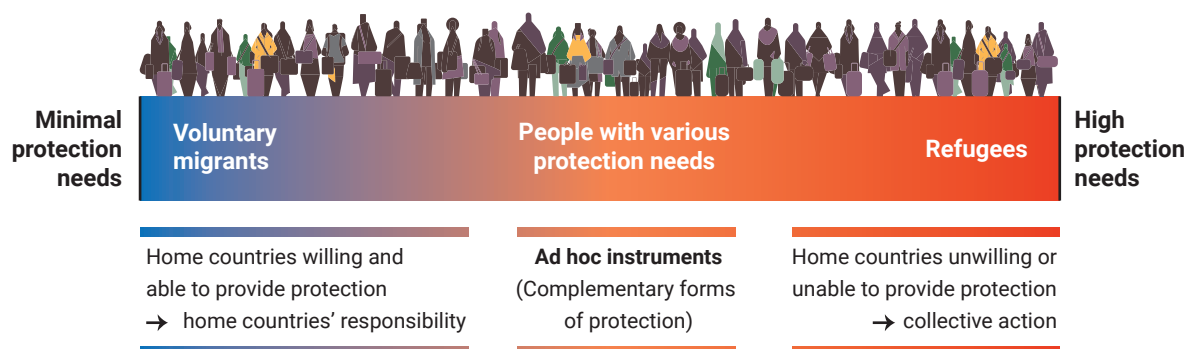 Minimal
protection
needs
Voluntary
migrants
People with various
protection needs
Refugees
High
protection
needs
Home countries willing and
able to provide protection
→ home countries’ responsibility
Ad hoc instruments
(Complementary forms
of protection)
Home countries unwilling or
unable to provide protection
→ collective action